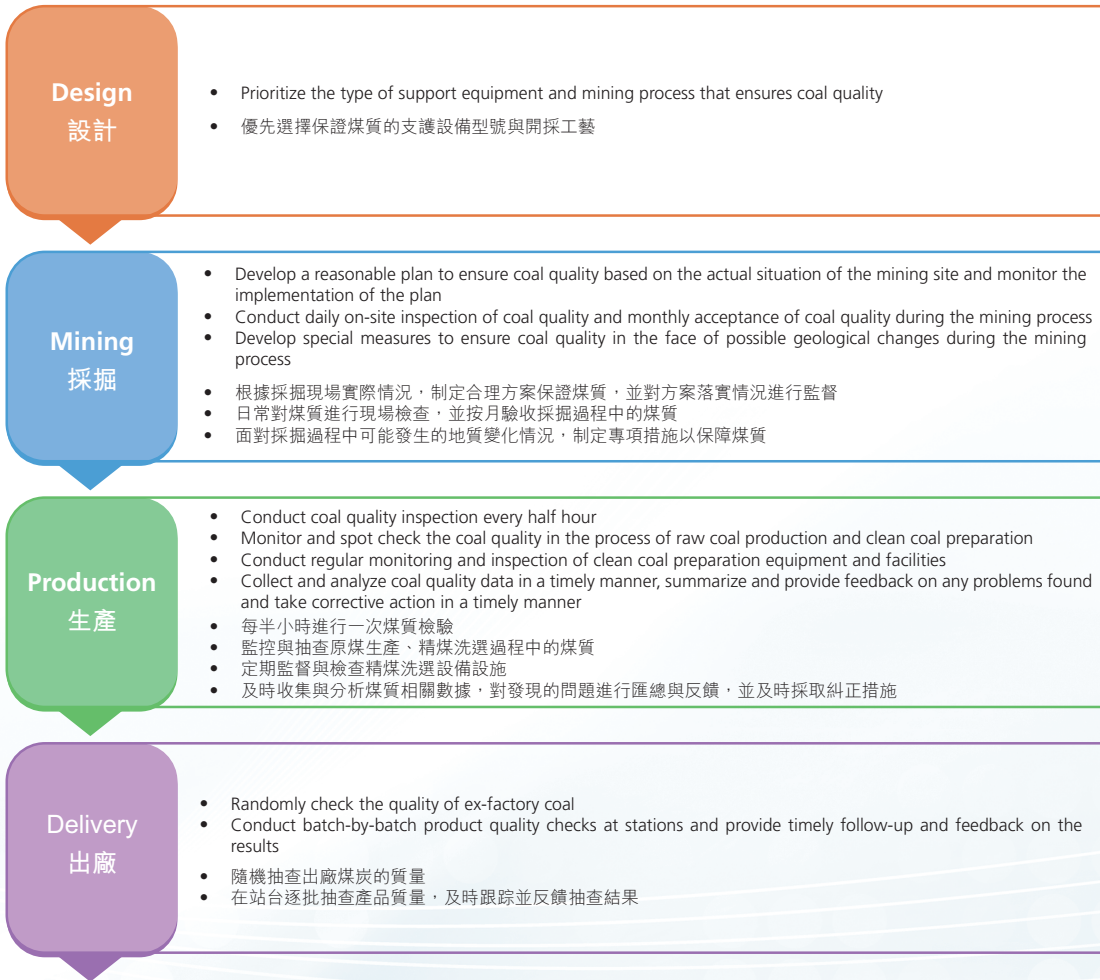 Design
設計
• Prioritize the type of support equipment and mining process that ensures coal quality
• 優先選擇保證煤質的支護設備型號與開採工藝
Mining
採掘
• Develop a reasonable plan to ensure coal quality based on the actual situation of the mining site and monitor the
implementation of the plan
• Conduct daily on-site inspection of coal quality and monthly acceptance of coal quality during the mining process
• Develop special measures to ensure coal quality in the face of possible geological changes during the mining
process
• 根據採掘現場實際情況，制定合理方案保證煤質，並對方案落實情況進行監督
• 日常對煤質進行現場檢查，並按月驗收採掘過程中的煤質
• 面對採掘過程中可能發生的地質變化情況，制定專項措施以保障煤質
Production
生產
• Conduct coal quality inspection every half hour
• Monitor and spot check the coal quality in the process of raw coal production and clean coal preparation
• Conduct regular monitoring and inspection of clean coal preparation equipment and facilities
• Collect and analyze coal quality data in a timely manner, summarize and provide feedback on any problems found
and take corrective action in a timely manner
• 每半小時進行一次煤質檢驗
• 監控與抽查原煤生產、精煤洗選過程中的煤質
• 定期監督與檢查精煤洗選設備設施
• 及時收集與分析煤質相關數據，對發現的問題進行匯總與反饋，並及時採取糾正措施
Delivery
出廠
• Randomly check the quality of ex-factory coal
• Conduct batch-by-batch product quality checks at stations and provide timely follow-up and feedback on the
results
• 隨機抽查出廠煤炭的質量
• 在站台逐批抽查產品質量，及時跟踪並反饋抽查結果